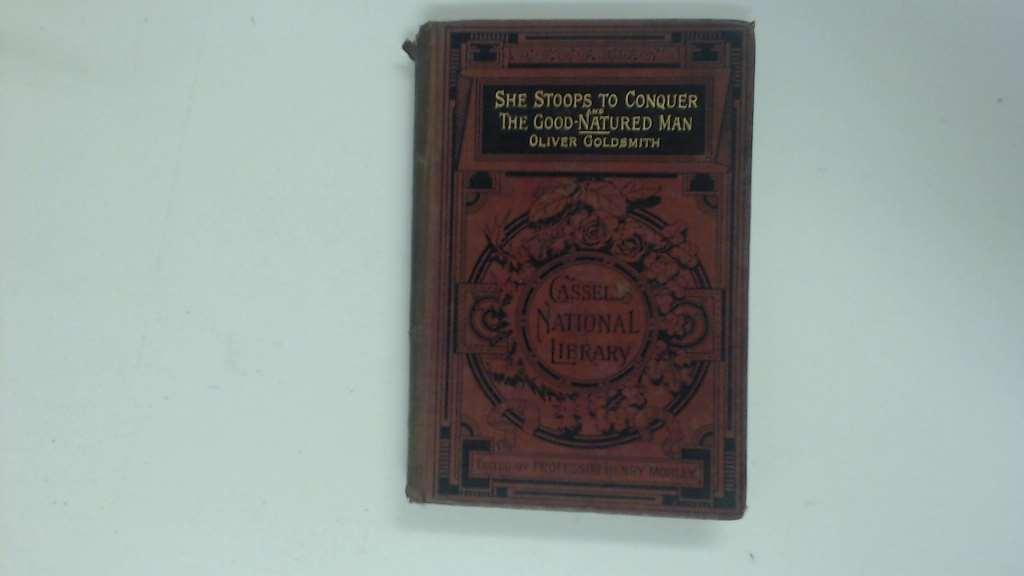 SHE STOOPS TO CONQUER
AND
THE GOOD-NATURED MAN
OLIVER GOLDSMITH
CASSELL'S
NATIONAL
LIBRARY
EDITED BY PROFESSOR HENRY MORLEY